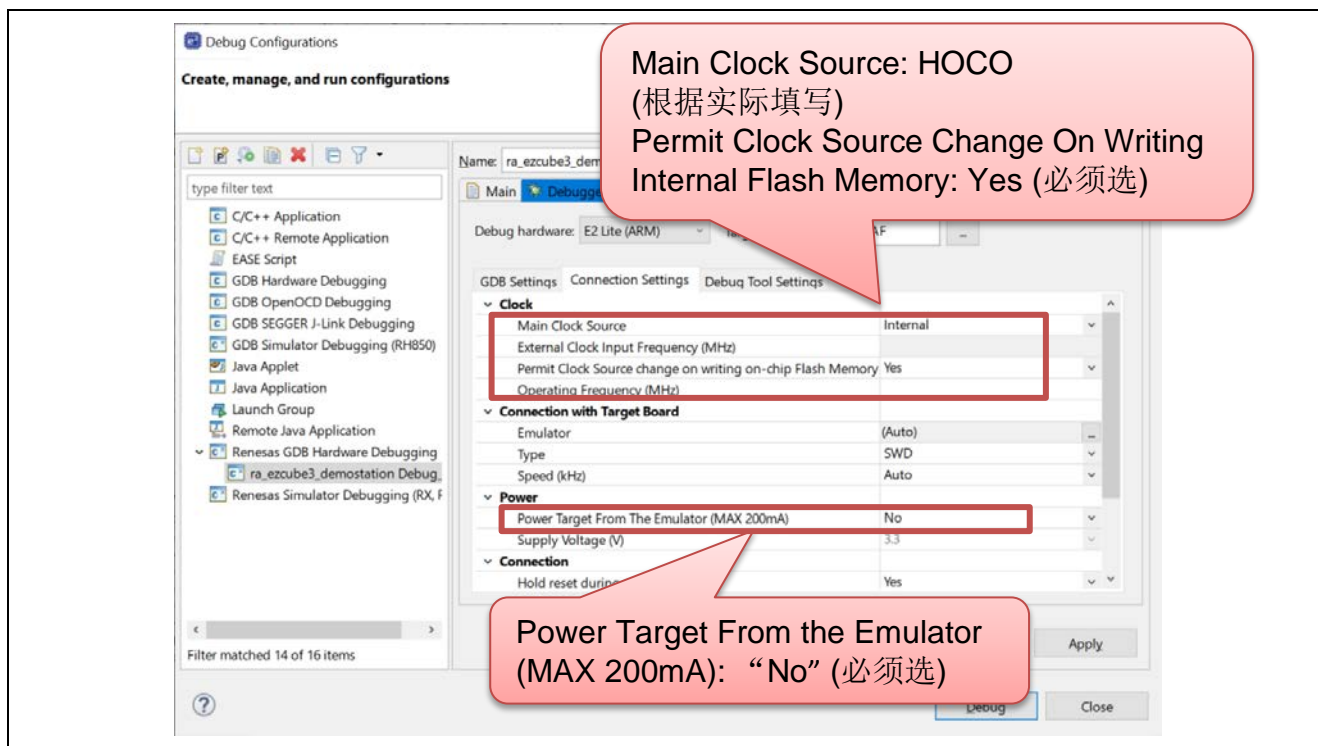 Debug Configurations
Create, manage, and run configurations
Main Clock Source: HOCO
(根据实际填写)
Permit Clock Source Change On Writing
Internal Flash Memory: Yes (必须选)
type filter text
C/C++ Application
C/C++ Remote Application
EASE Script
GDB Hardware Debugging
GDB OpenOCD Debugging
GDB SEGGER J-Link Debugging
GDB Simulator Debugging (RH850)
Java Applet
Java Application
Launch Group
Remote Java Application
Renesas GDB Hardware Debugging
ra_ezcube3_demostation Debug_
Renesas Simulator Debugging (RX, F
Filter matched 14 of 16 items
Name: ra_ezcube3_dem
Main Debugge
Debug hardware: E2 Lite (ARM) AF ...
GDB Settings Connection Settings Debug Tool Settings
Clock
Main Clock Source Internal
External Clock Input Frequency (MHz)
Permit Clock Source change on writing on-chip Flash Memory Yes
Operating Frequency (MHz)
Connection with Target Board
Emulator (Auto) ...
Type SWD
Speed (kHz) Auto
Power
Power Target From The Emulator (MAX 200mA) No
Supply Voltage (V) 3.3
Connection
Hold reset during Yes
Power Target From the Emulator
(MAX 200mA): “No” (必须选)
Apply
Debug Close